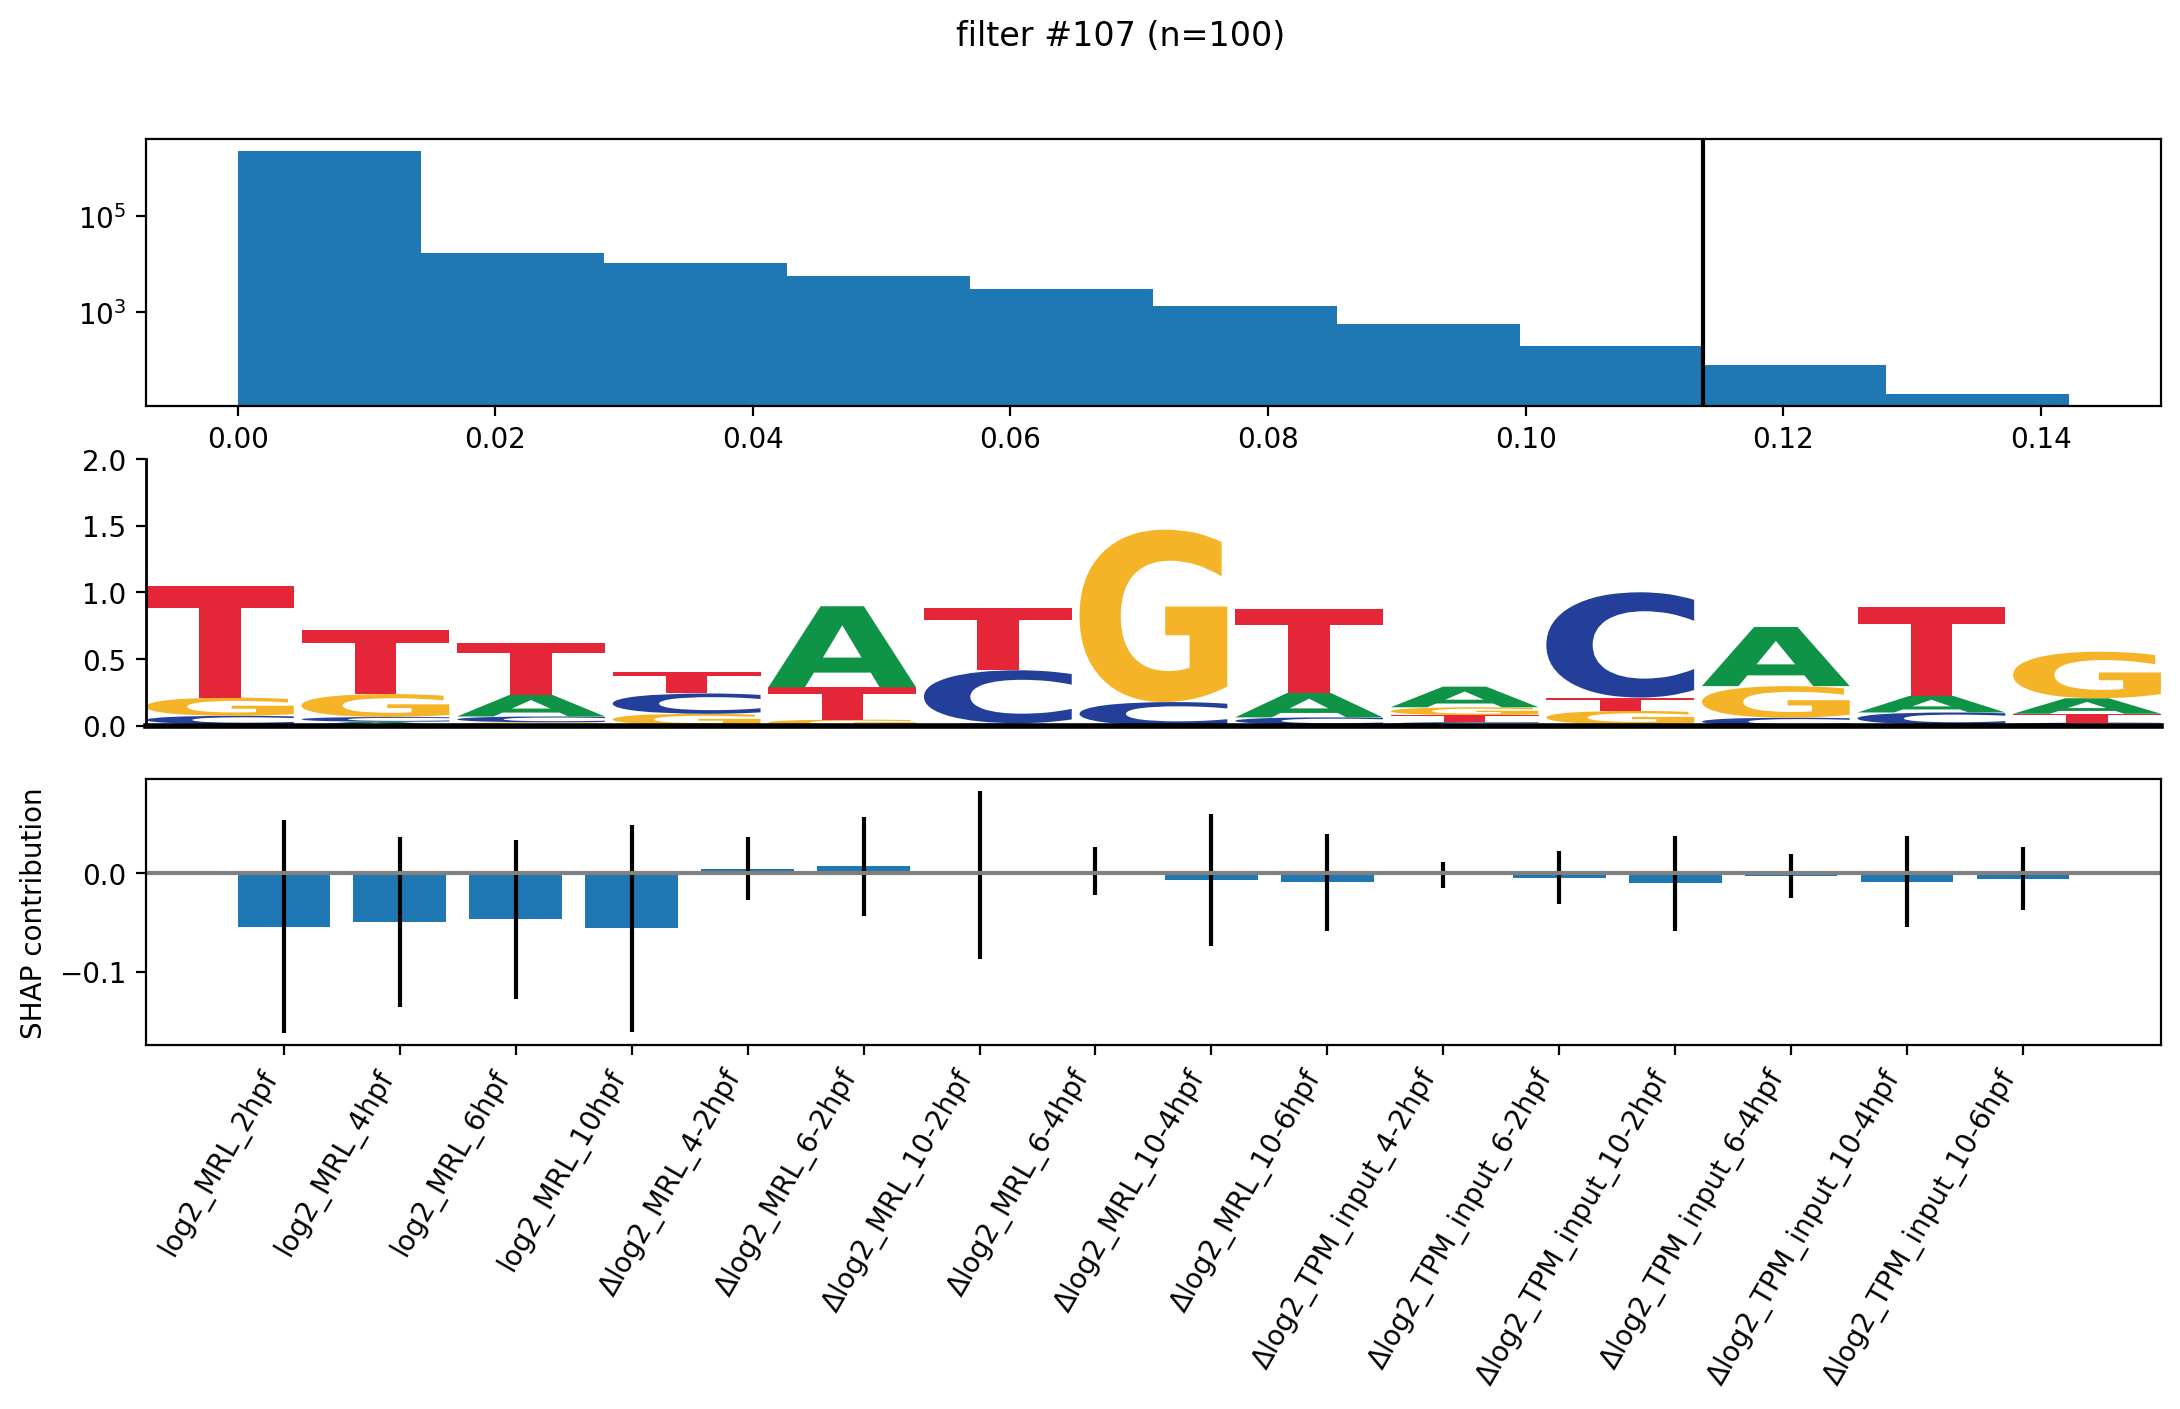 filter #107 (n=100)
10^5
10^3
0.00 0.02 0.04 0.06 0.08 0.10 0.12 0.14
2.0
1.5
1.0
0.5
0.0
T T T T A T G T A C A T G
G G A C T C C A G T G A A
C C C G G C C G C C T
A T
SHAP contribution
0.0
−0.1
log2_MRL_2hpf
log2_MRL_4hpf
log2_MRL_6hpf
log2_MRL_10hpf
Δlog2_MRL_4-2hpf
Δlog2_MRL_6-2hpf
Δlog2_MRL_10-2hpf
Δlog2_MRL_6-4hpf
Δlog2_MRL_10-4hpf
Δlog2_MRL_10-6hpf
Δlog2_TPM_input_4-2hpf
Δlog2_TPM_input_6-2hpf
Δlog2_TPM_input_10-2hpf
Δlog2_TPM_input_6-4hpf
Δlog2_TPM_input_10-4hpf
Δlog2_TPM_input_10-6hpf